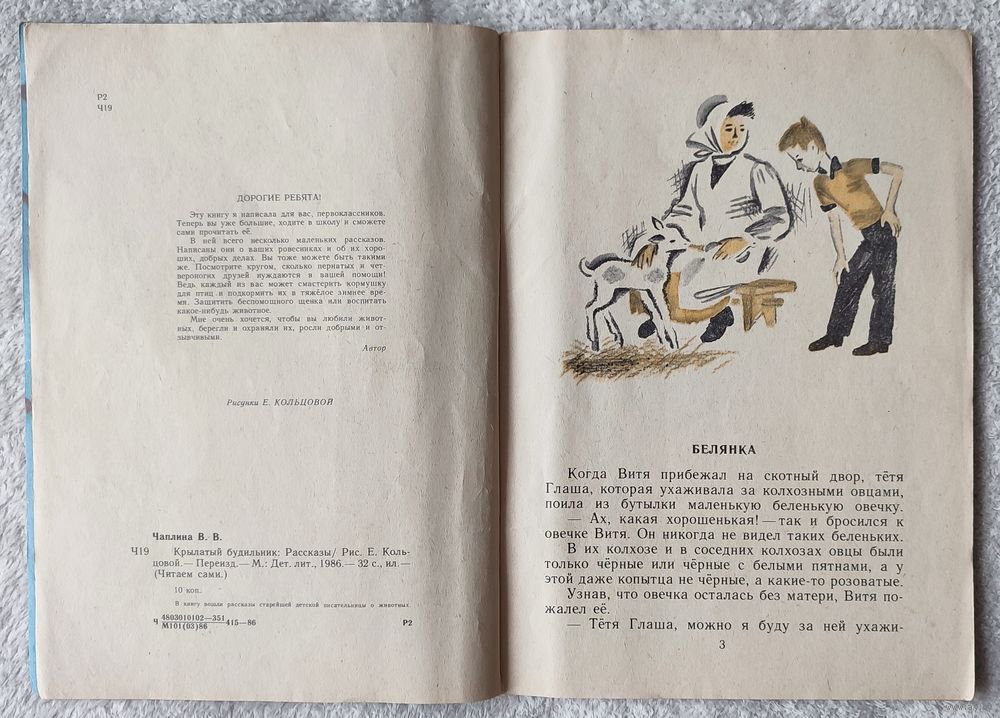 Р2
Ч19
ДОРОГИЕ РЕБЯТА!
Эту книгу я написала для вас, первоклассников.
Теперь вы уже большие, ходите в школу и сможете
сами прочитать её.
В ней всего несколько маленьких рассказов.
Написаны они о ваших ровесниках и об их хоро-
ших, добрых делах. Вы тоже можете быть такими
же. Посмотрите кругом, сколько пернатых и чет-
вероногих друзей нуждаются в вашей помощи!
Ведь каждый из вас может смастерить кормушку
для птиц и подкормить их в тяжёлое зимнее вре-
мя. Защитить беспомощного щенка или воспитать
какое-нибудь животное.
Мне очень хочется, чтобы вы любили живот-
ных, берегли и охраняли их, росли добрыми и от-
зывчивыми.
Автор
Рисунки Е. КОЛЬЦОВОЙ
Чаплина В. В.
Ч19 Крылатый будильник: Рассказы/ Рис. Е. Коль-
цовой.— Переизд.— М.: Дет. лит., 1986.— 32 с., ил.—
(Читаем сами.)
10 коп.
В книгу вошли рассказы старейшей детской писательницы о животных.
Ч 4803010102—351 415—86 Р2
М101(03)86
БЕЛЯНКА
Когда Витя прибежал на скотный двор, тётя
Глаша, которая ухаживала за колхозными овцами,
поила из бутылки маленькую беленькую овечку.
— Ах, какая хорошенькая! — так и бросился к
овечке Витя. Он никогда не видел таких беленьких.
В их колхозе и в соседних колхозах овцы были
только чёрные или чёрные с белыми пятнами, а у
этой даже копытца не чёрные, а какие-то розоватые.
Узнав, что овечка осталась без матери, Витя по-
жалел её.
— Тётя Глаша, можно я буду за ней ухажи-
3